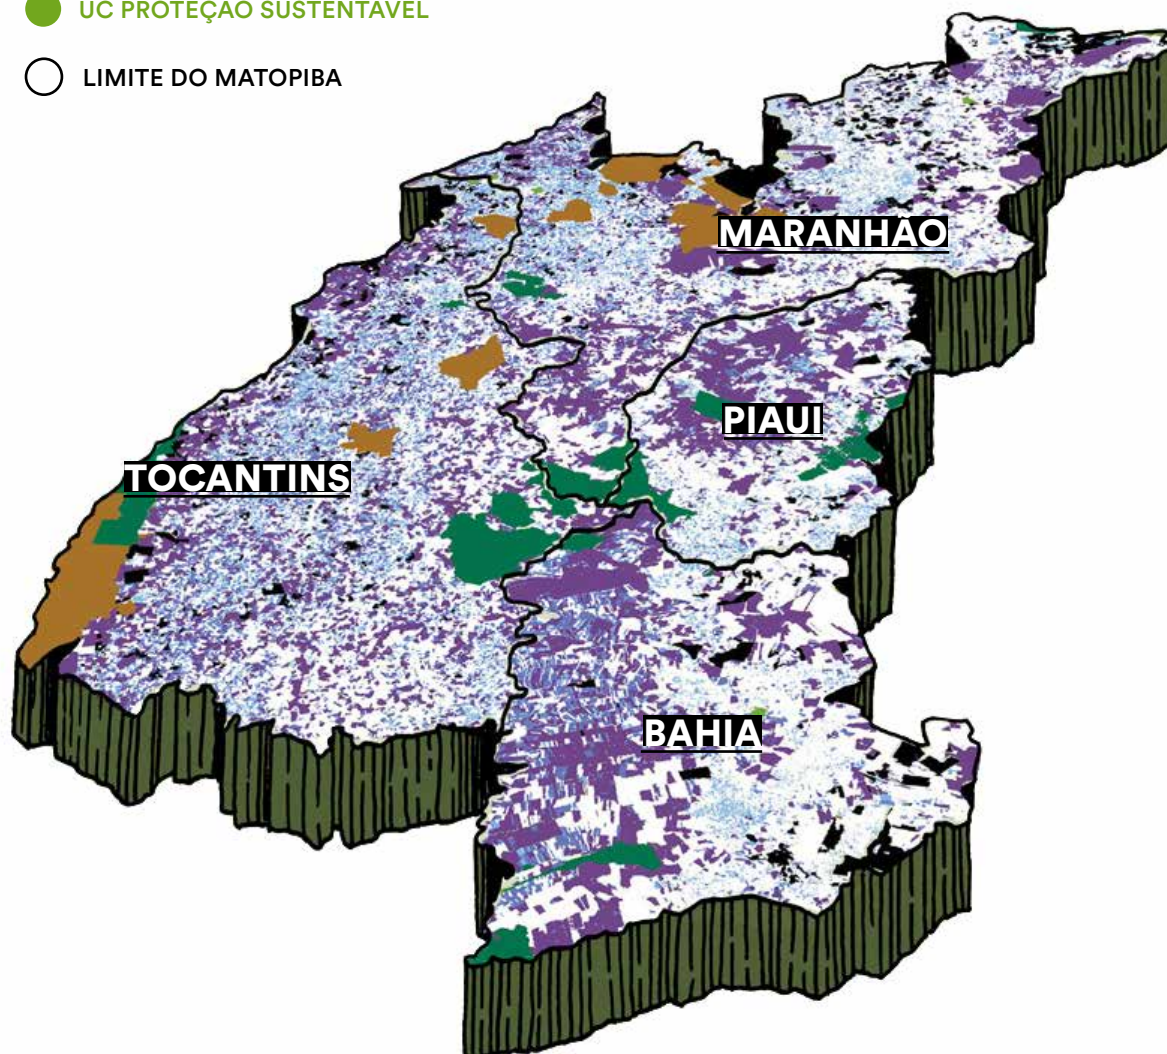 UC PROTEÇÃO SUSTENTÁVEL
LIMITE DO MATOPIBA
MARANHÃO
PIAUI
TOCANTINS
BAHIA